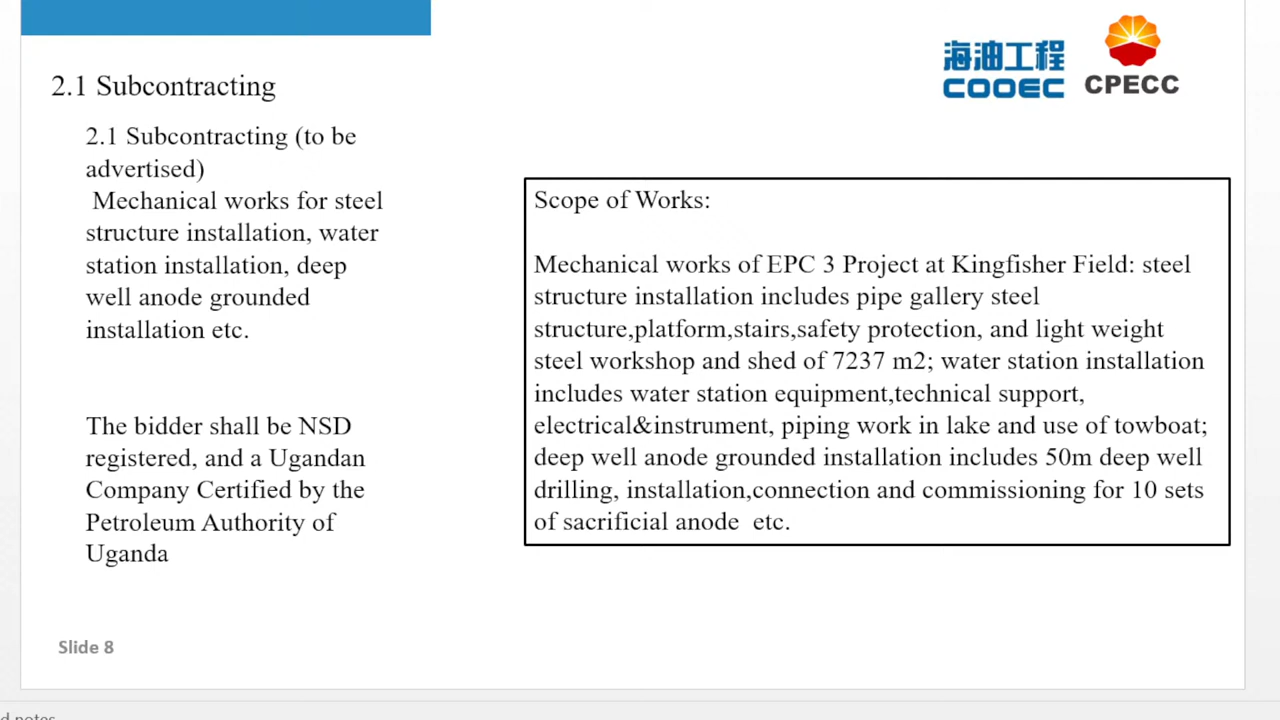 海油工程
COOEC
CPECC
2.1 Subcontracting
2.1 Subcontracting (to be
advertised)
Mechanical works for steel
structure installation, water
station installation, deep
well anode grounded
installation etc.
The bidder shall be NSD
registered, and a Ugandan
Company Certified by the
Petroleum Authority of
Uganda
Scope of Works:
Mechanical works of EPC 3 Project at Kingfisher Field: steel
structure installation includes pipe gallery steel
structure,platform,stairs,safety protection, and light weight
steel workshop and shed of 7237 m2; water station installation
includes water station equipment,technical support,
electrical&instrument, piping work in lake and use of towboat;
deep well anode grounded installation includes 50m deep well
drilling, installation,connection and commissioning for 10 sets
of sacrificial anode  etc.
Slide 8